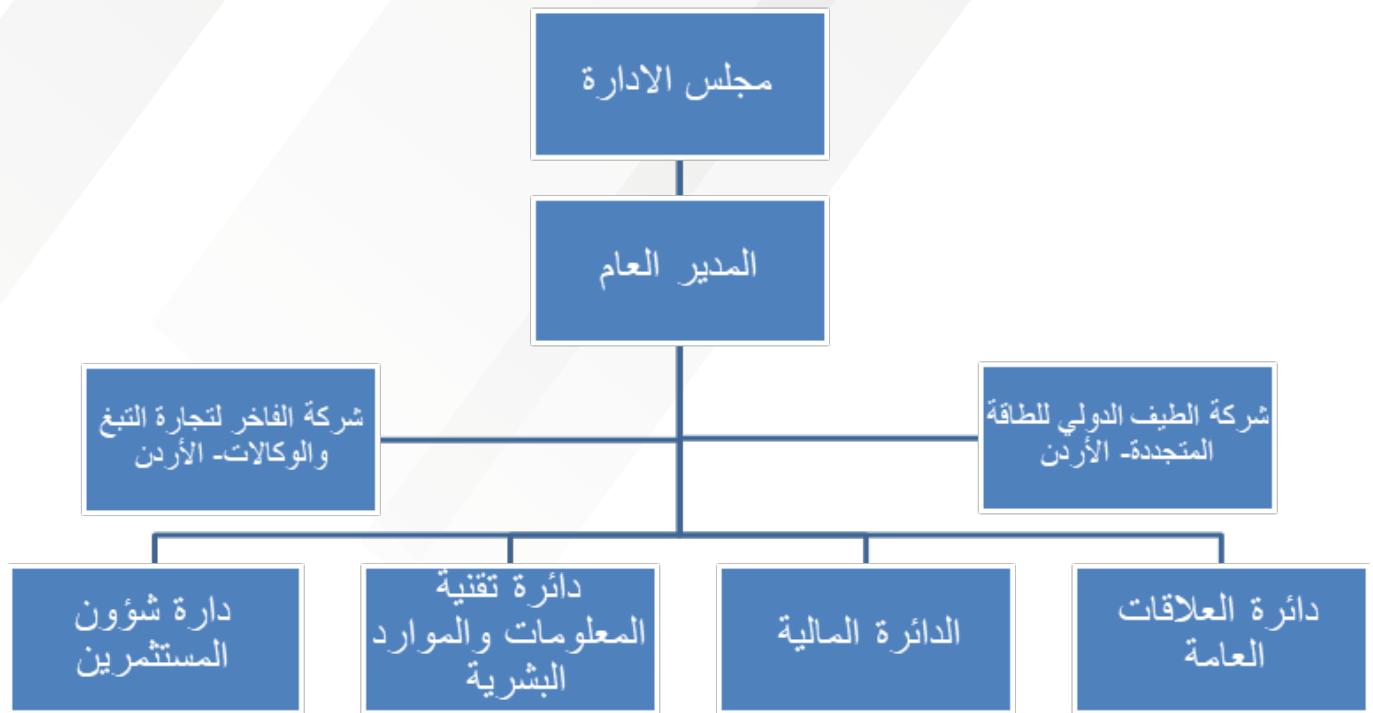 مجلس الادارة
المدير العام
شركة الطيف الدولي للطاقة
المتجددة- الأردن
شركة الفاخر لتجارة التبغ
والوكالات- الأردن
دائرة العلاقات
العامة
الدائرة المالية
دائرة تقنية
المعلومات والموارد
البشرية
دارة شؤون
المستثمرين